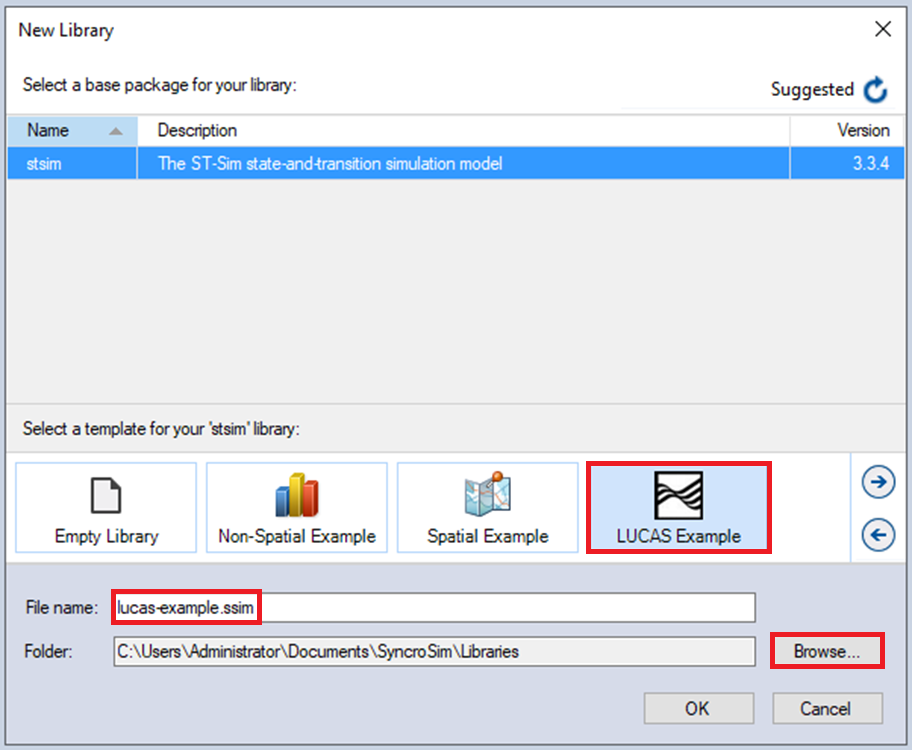 New Library
Select a base package for your library:
Suggested
Name Description Version
stsim The ST-Sim state-and-transition simulation model 3.3.4
Select a template for your 'stsim' library:
Empty Library Non-Spatial Example Spatial Example LUCAS Example
File name: lucas-example.ssim
Folder: C:\Users\Administrator\Documents\SyncroSim\Libraries Browse...
OK Cancel